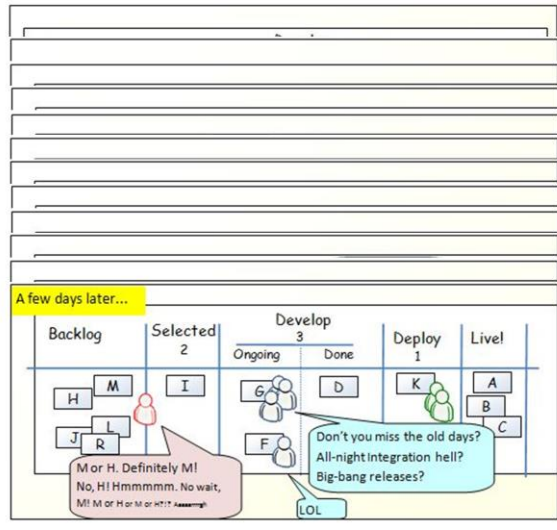 A few days later...
Backlog
Selected
2
Develop
3
Ongoing
Done
Deploy
1
Live!
H
M
J
L
R
I
G
F
D
K
A
B
C
M or H. Definitely M!
No, H! Hmmmmm. No wait,
M! M or H or M or H?!?
Don't you miss the old days?
All-night Integration hell?
Big-bang releases?
LOL